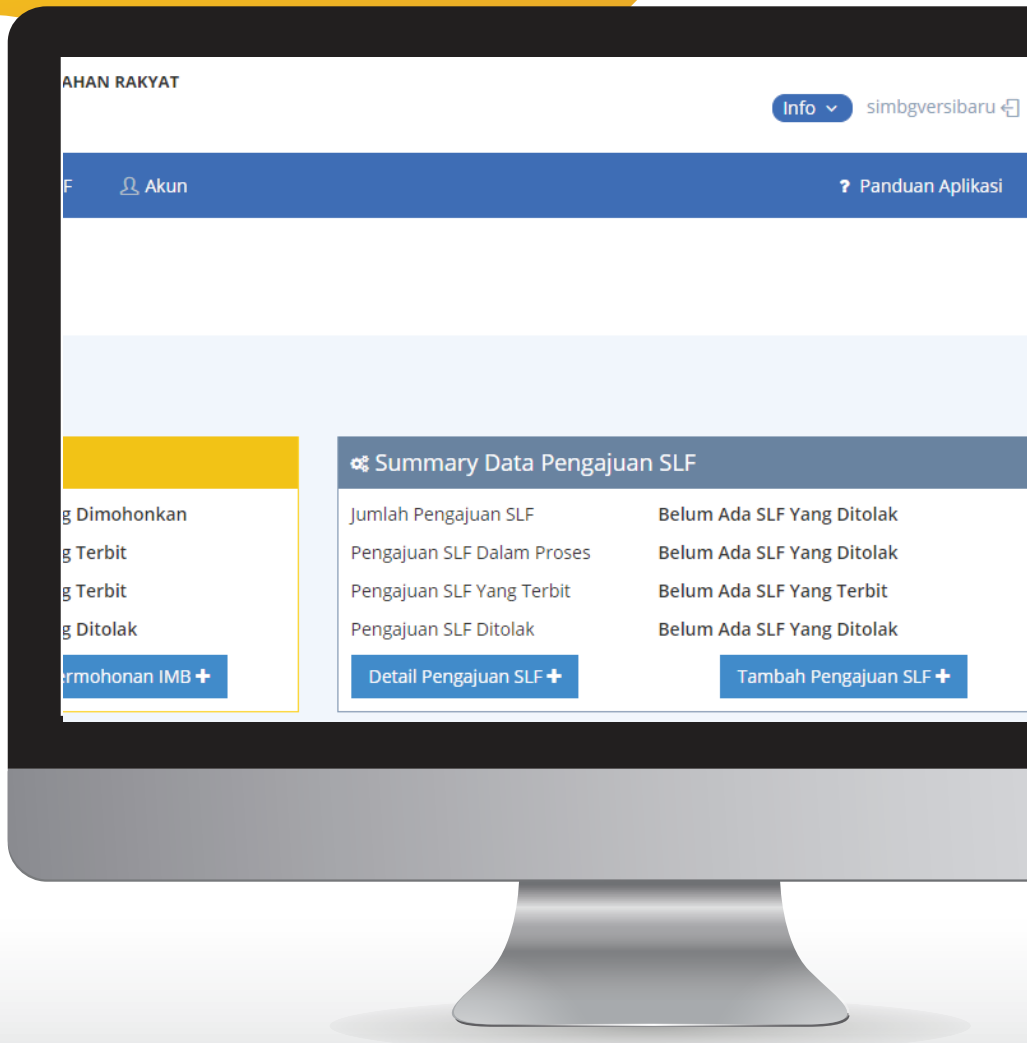 AHAN RAKYAT
Info simbgversibaru
F Akun ? Panduan Aplikasi
Summary Data Pengajuan SLF
g Dimohonkan
g Terbit
g Terbit
g Ditolak
ermohonan IMB +
Jumlah Pengajuan SLF Belum Ada SLF Yang Ditolak
Pengajuan SLF Dalam Proses Belum Ada SLF Yang Ditolak
Pengajuan SLF Yang Terbit Belum Ada SLF Yang Terbit
Pengajuan SLF Ditolak Belum Ada SLF Yang Ditolak
Detail Pengajuan SLF + Tambah Pengajuan SLF +